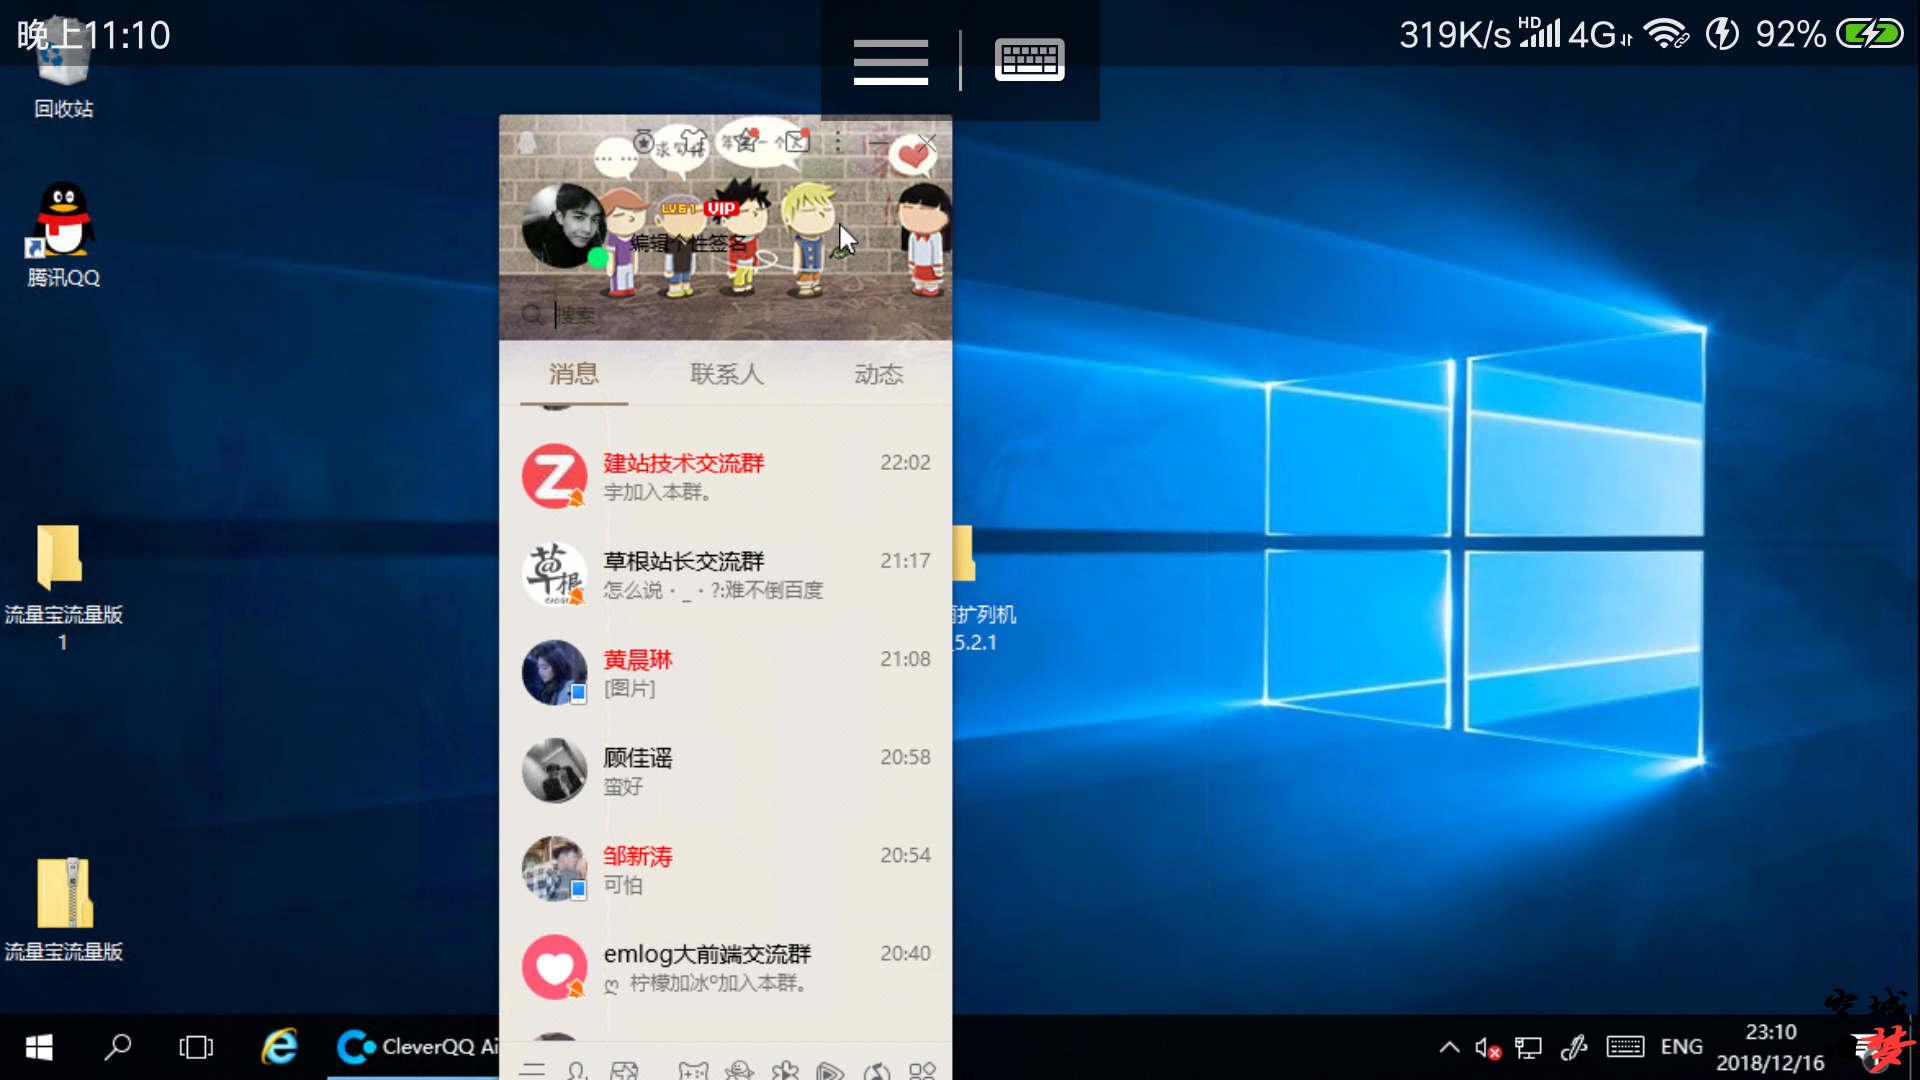 晚上11:10
319K/s HD 4G 92%
回收站
腾讯QQ
流量宝流量版
1
流量宝流量版
求勾搭
LV61 VIP
编辑个性签名
搜索
消息 联系人 动态
建站技术交流群 22:02
宇加入本群。
草根站长交流群 21:17
怎么说·_·?:难不倒百度
黄晨琳 21:08
[图片]
顾佳谣 20:58
蛮好
邹新涛 20:54
可怕
emlog大前端交流群 20:40
ღ 柠檬加冰º加入本群。
扩列机
5.2.1
CleverQQ Ai
ENG
23:10
2018/12/16
空城
梦